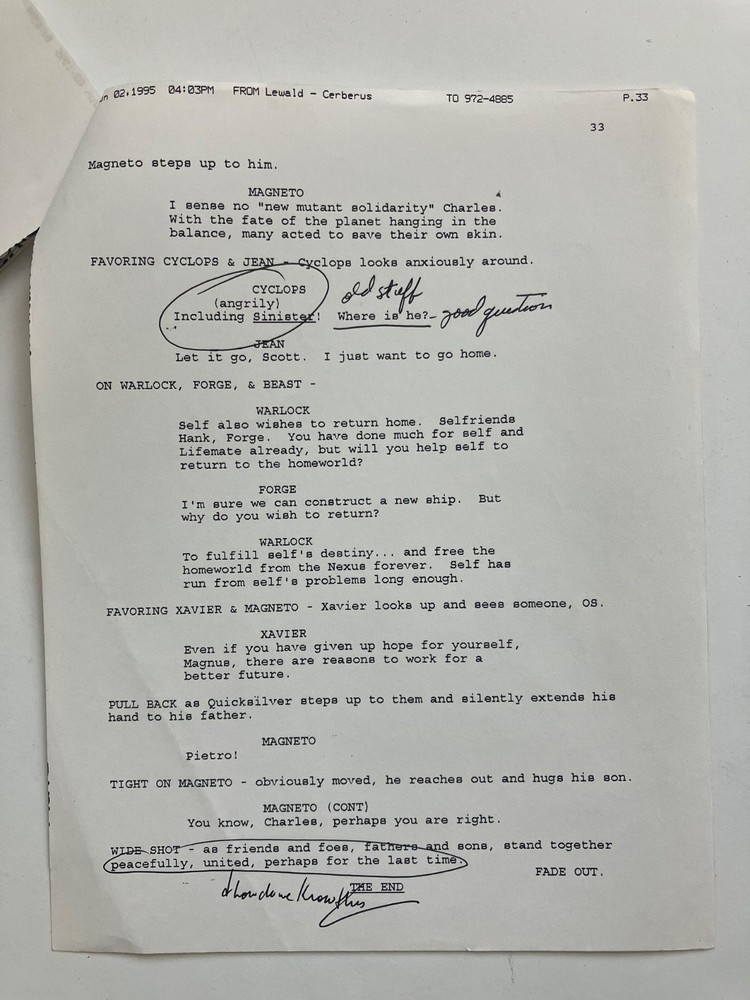 02,1995 04:03PM FROM Lewald - Cerberus TO 972-4885 P.33
33
Magneto steps up to him.
MAGNETO
I sense no "new mutant solidarity" Charles.
With the fate of the planet hanging in the
balance, many acted to save their own skin.
FAVORING CYCLOPS & JEAN - Cyclops looks anxiously around.
CYCLOPS
old stuff
(angrily)
Including Sinister! Where is he? - good question
JEAN
Let it go, Scott. I just want to go home.
ON WARLOCK, FORGE, & BEAST -
WARLOCK
Self also wishes to return home. Selfriends
Hank, Forge. You have done much for self and
Lifemate already, but will you help self to
return to the homeworld?
FORGE
I'm sure we can construct a new ship. But
why do you wish to return?
WARLOCK
To fulfill self's destiny... and free the
homeworld from the Nexus forever. Self has
run from self's problems long enough.
FAVORING XAVIER & MAGNETO - Xavier looks up and sees someone, OS.
XAVIER
Even if you have given up hope for yourself,
Magnus, there are reasons to work for a
better future.
PULL BACK as Quicksilver steps up to them and silently extends his
hand to his father.
MAGNETO
Pietro!
TIGHT ON MAGNETO - obviously moved, he reaches out and hugs his son.
MAGNETO (CONT)
You know, Charles, perhaps you are right.
WIDE SHOT - as friends and foes, fathers and sons, stand together
peacefully, united, perhaps for the last time.
FADE OUT.
THE END
how do we know this